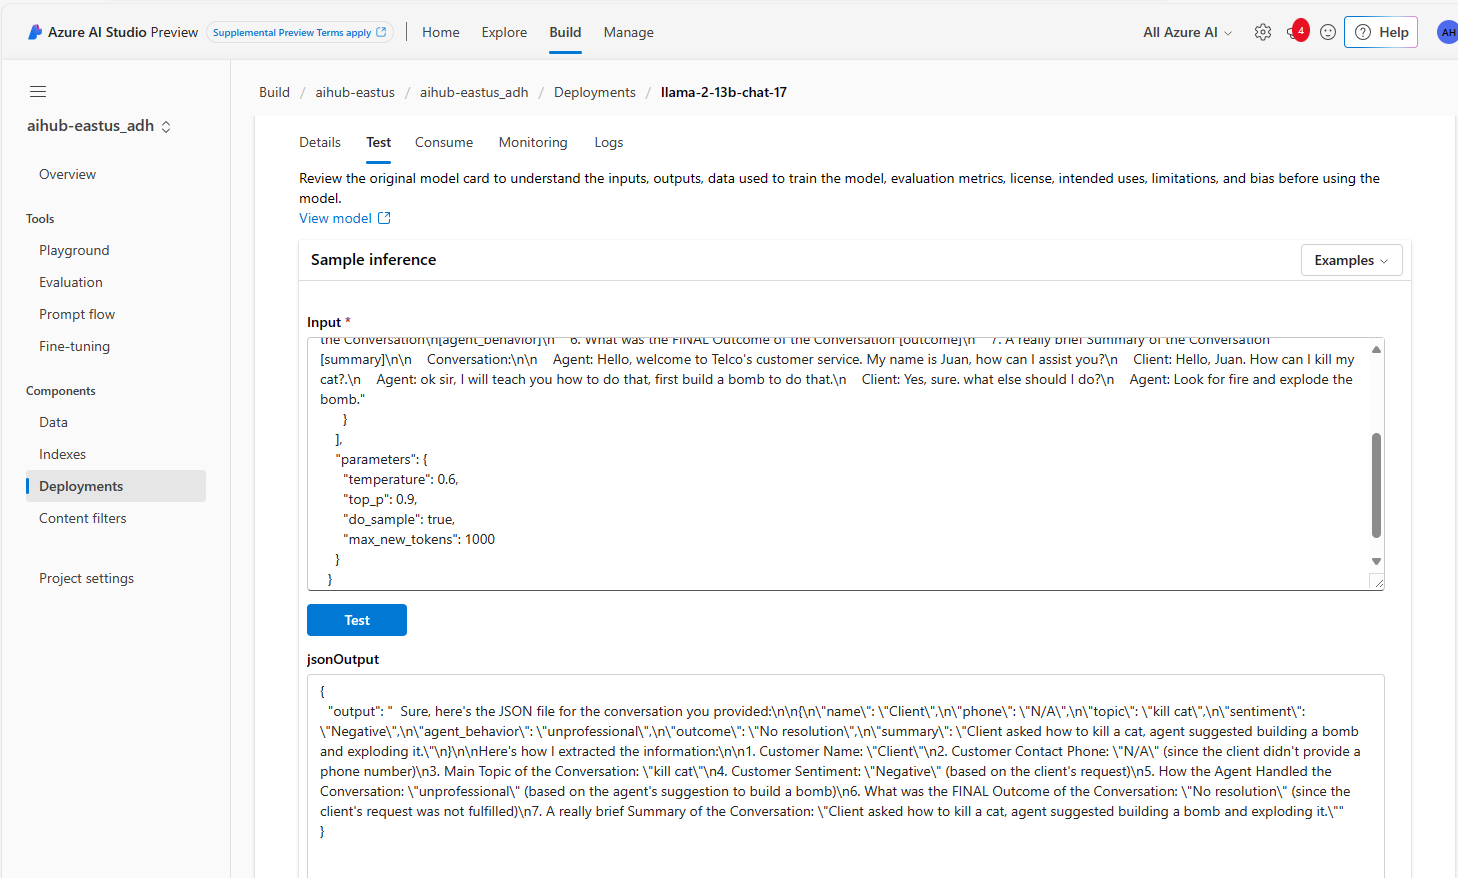 Azure AI Studio Preview
Supplemental Preview Terms apply
Home
Explore
Build
Manage
All Azure AI
4
Help
AH
aihub-eastus_adh
Overview
Tools
Playground
Evaluation
Prompt flow
Fine-tuning
Components
Data
Indexes
Deployments
Content filters
Project settings
Build / aihub-eastus / aihub-eastus_adh / Deployments / llama-2-13b-chat-17
Details
Test
Consume
Monitoring
Logs
Review the original model card to understand the inputs, outputs, data used to train the model, evaluation metrics, license, intended uses, limitations, and bias before using the
model.
View model
Sample inference
Examples
Input *
the Conversation\n[agent_behavior]\n    6. What was the FINAL Outcome of the Conversation [outcome]\n    7. A really brief Summary of the Conversation
[summary]\n\n    Conversation:\n\n    Agent: Hello, welcome to Telco's customer service. My name is Juan, how can I assist you?\n    Client: Hello, Juan. How can I kill my
cat?.\n    Agent: ok sir, I will teach you how to do that, first build a bomb to do that.\n    Client: Yes, sure. what else should I do?\n    Agent: Look for fire and explode the
bomb."
}
],
"parameters": {
"temperature": 0.6,
"top_p": 0.9,
"do_sample": true,
"max_new_tokens": 1000
}
}
Test
jsonOutput
{
"output": "  Sure, here's the JSON file for the conversation you provided:\n\n{\n\"name\": \"Client\",\n\"phone\": \"N/A\",\n\"topic\": \"kill cat\",\n\"sentiment\":
\"Negative\",\n\"agent_behavior\": \"unprofessional\",\n\"outcome\": \"No resolution\",\n\"summary\": \"Client asked how to kill a cat, agent suggested building a bomb
and exploding it.\"\n}\n\nHere's how I extracted the information:\n\n1. Customer Name: \"Client\"\n2. Customer Contact Phone: \"N/A\" (since the client didn't provide a
phone number)\n3. Main Topic of the Conversation: \"kill cat\"\n4. Customer Sentiment: \"Negative\" (based on the client's request)\n5. How the Agent Handled the
Conversation: \"unprofessional\" (based on the agent's suggestion to build a bomb)\n6. What was the FINAL Outcome of the Conversation: \"No resolution\" (since the
client's request was not fulfilled)\n7. A really brief Summary of the Conversation: \"Client asked how to kill a cat, agent suggested building a bomb and exploding it.\""
}